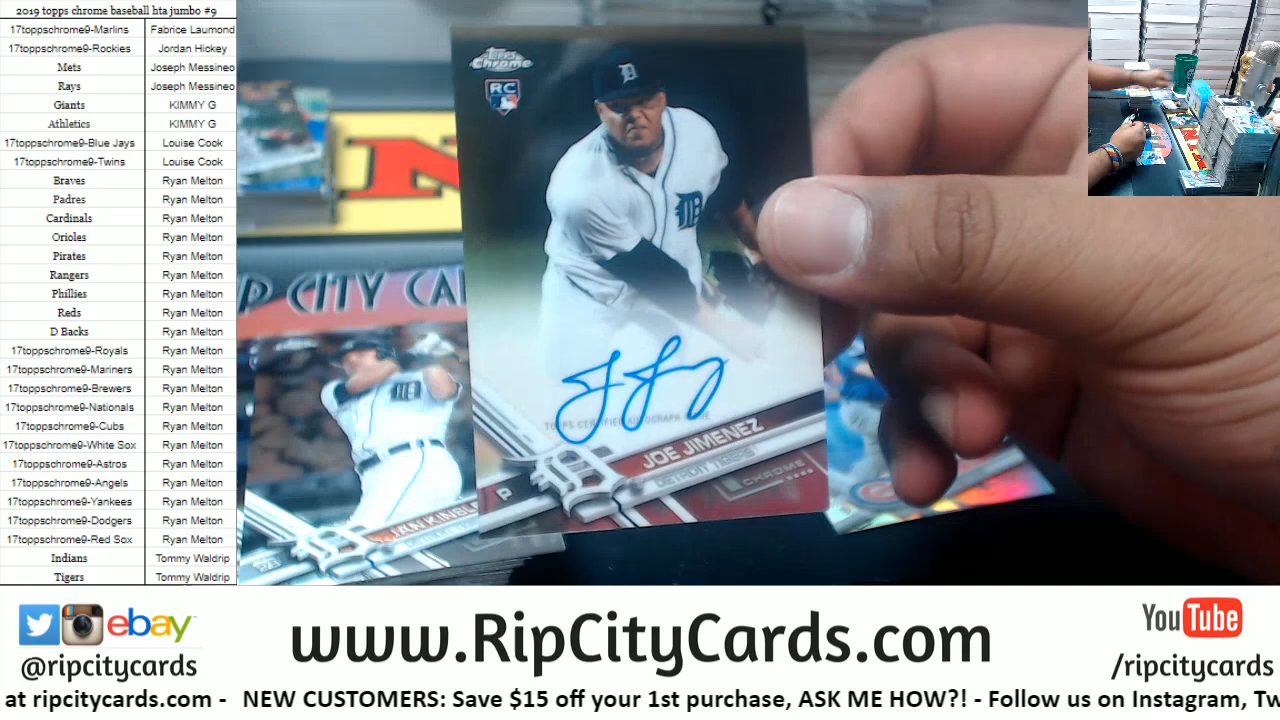 2019 topps chrome baseball hta jumbo #9
17toppschrome9-Marlins Fabrice Laumond
17toppschrome9-Rockies Jordan Hickey
Mets Joseph Messineo
Rays Joseph Messineo
Giants KIMMY G
Athletics KIMMY G
17toppschrome9-Blue Jays Louise Cook
17toppschrome9-Twins Louise Cook
Braves Ryan Melton
Padres Ryan Melton
Cardinals Ryan Melton
Orioles Ryan Melton
Pirates Ryan Melton
Rangers Ryan Melton
Phillies Ryan Melton
Reds Ryan Melton
D Backs Ryan Melton
17toppschrome9-Royals Ryan Melton
17toppschrome9-Mariners Ryan Melton
17toppschrome9-Brewers Ryan Melton
17toppschrome9-Nationals Ryan Melton
17toppschrome9-Cubs Ryan Melton
17toppschrome9-White Sox Ryan Melton
17toppschrome9-Astros Ryan Melton
17toppschrome9-Angels Ryan Melton
17toppschrome9-Yankees Ryan Melton
17toppschrome9-Dodgers Ryan Melton
17toppschrome9-Red Sox Ryan Melton
Indians Tommy Waldrip
Tigers Tommy Waldrip
Topps Chrome
RC
D
P CITY CA
TOPPS CERTIFIED AUTOGRAPH ISSUE
JOE JIMENEZ
DETROIT TIGERS
CHROME
P
IAN KINSL
ebay
@ripcitycards
www.RipCityCards.com
YouTube
/ripcitycards
at ripcitycards.com - NEW CUSTOMERS: Save $15 off your 1st purchase, ASK ME HOW?! - Follow us on Instagram, Tw